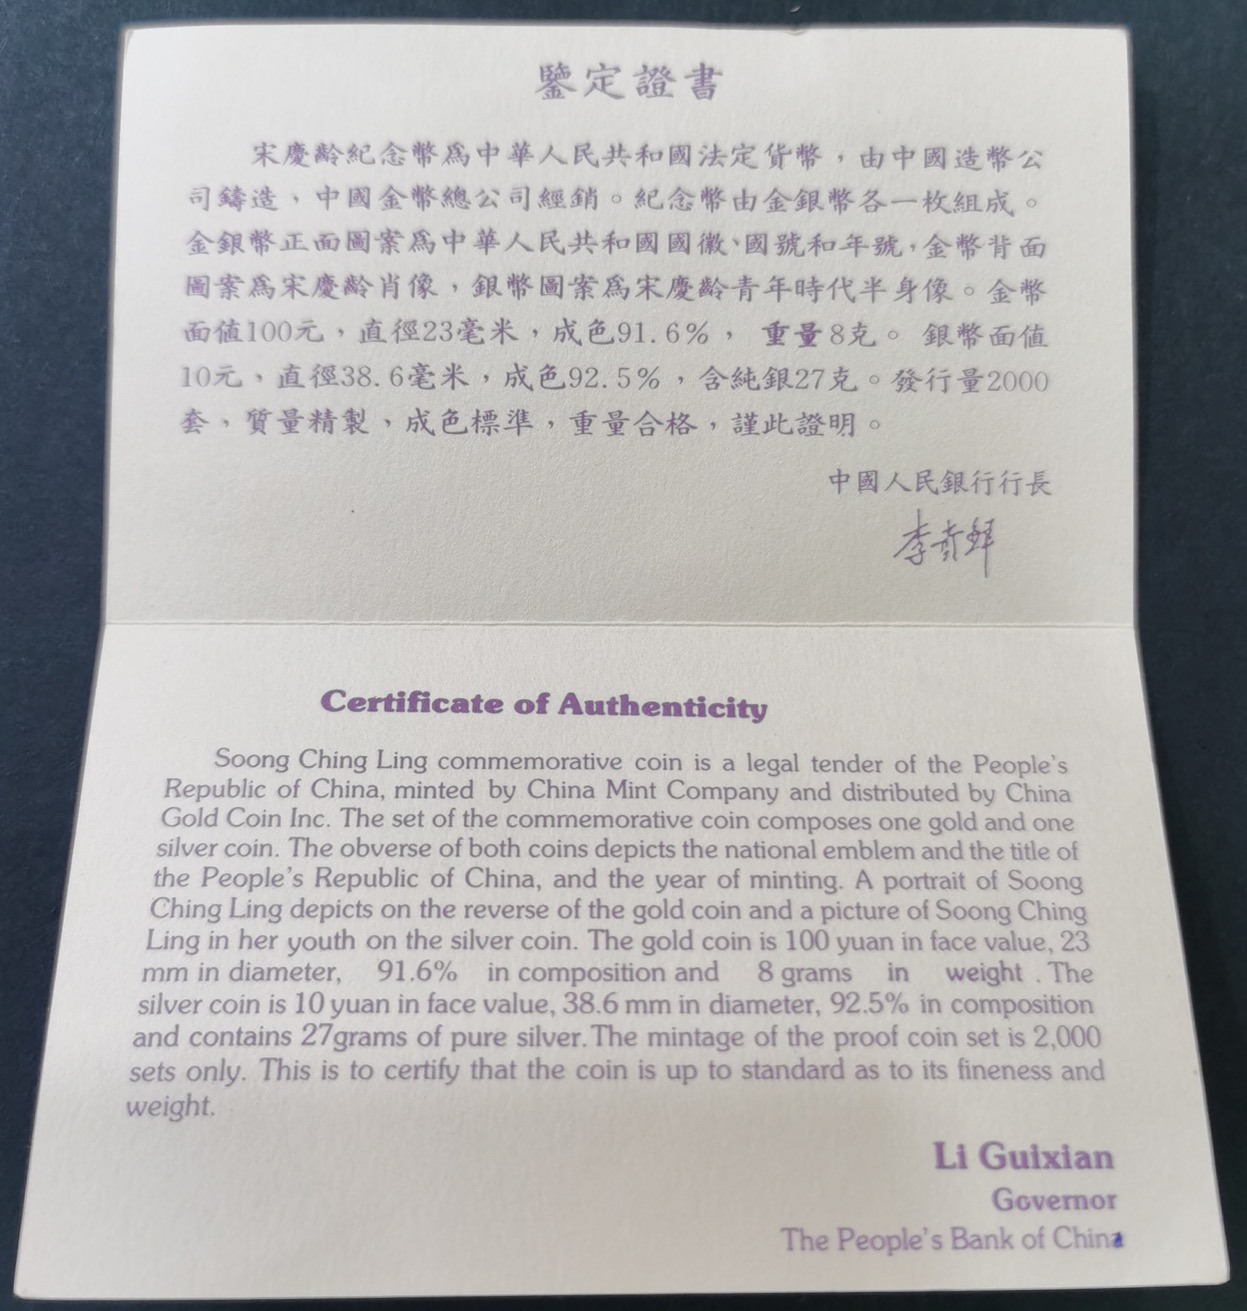 鑒定證書
宋慶齡紀念幣爲中華人民共和國法定貨幣，由中國造幣公
司鑄造、中國金幣總公司經銷。紀念幣由金銀幣各一枚組成。
金銀幣正面圖案爲中華人民共和國國徽、國號和年號，金幣背面
圖案爲宋慶齡肖像，銀幣圖案爲宋慶齡青年時代半身像。金幣
面值100元，直徑23毫米，成色91.6%， 重量8克。 銀幣面值
10元、直徑38.6毫米，成色92.5%，含純銀27克。發行量2000
套、質量精製、成色標準，重量合格，謹此證明。
中國人民銀行行長
李貴鮮
Certificate of Authenticity
Soong Ching Ling commemorative coin is a legal tender of the People's
Republic of China, minted by China Mint Company and distributed by China
Gold Coin Inc. The set of the commemorative coin composes one gold and one
silver coin. The obverse of both coins depicts the national emblem and the title of
the People's Republic of China, and the year of minting. A portrait of Soong
Ching Ling depicts on the reverse of the gold coin and a picture of Soong Ching
Ling in her youth on the silver coin. The gold coin is 100 yuan in face value, 23
mm in diameter, 91.6% in composition and 8 grams in weight . The
silver coin is 10 yuan in face value, 38.6 mm in diameter, 92.5% in composition
and contains 27grams of pure silver. The mintage of the proof coin set is 2,000
sets only. This is to certify that the coin is up to standard as to its fineness and
weight.
Li Guixian
Governor
The People's Bank of China